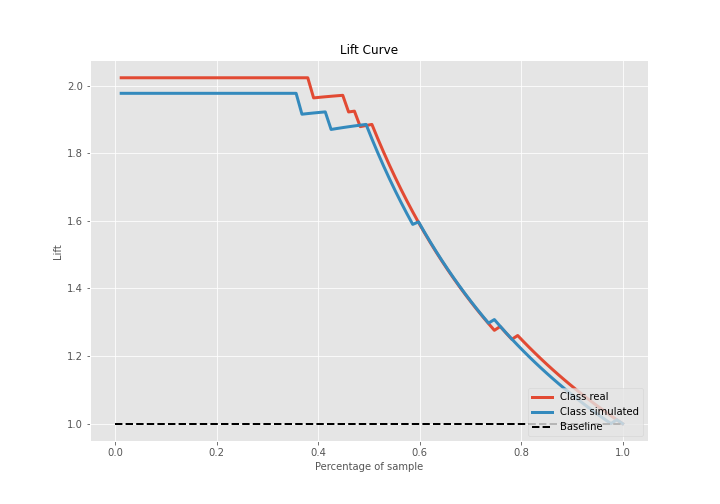 Lift Curve
2.0
1.8
1.6
1.4
1.2
1.0
Lift
0.0
0.2
0.4
0.6
0.8
1.0
Percentage of sample
Class real
Class simulated
Baseline